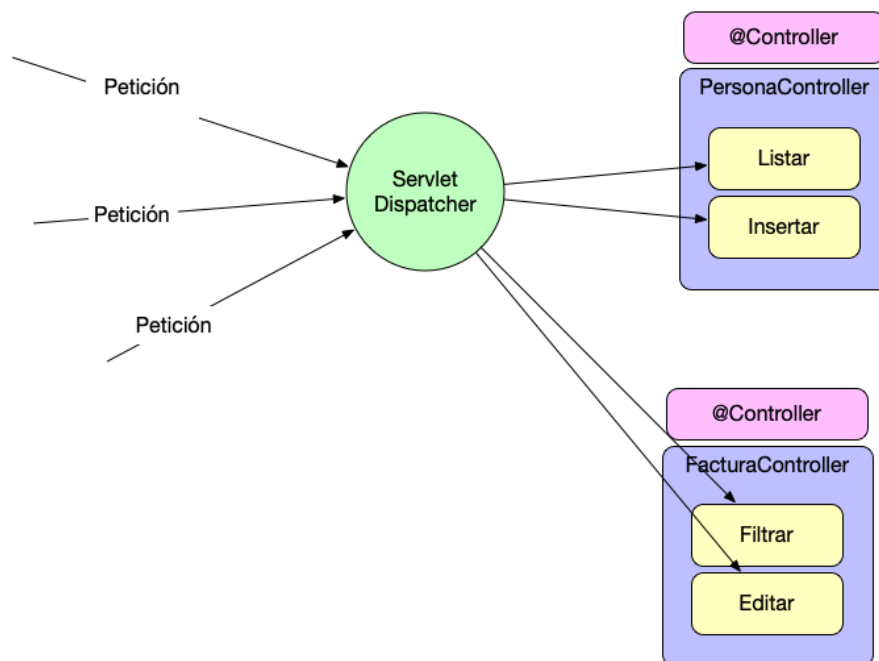 @Controller
Petición
PersonaController
Listar
Servlet
Dispatcher
Petición
Insertar
Petición
@Controller
FacturaController
Filtrar
Editar